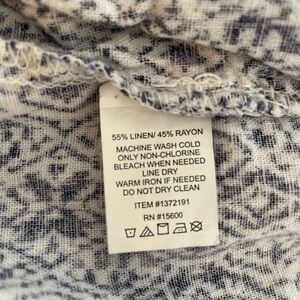 55% LINEN/ 45% RAYON
MACHINE WASH COLD
ONLY NON-CHLORINE
BLEACH WHEN NEEDED
LINE DRY
WARM IRON IF NEEDED
DO NOT DRY CLEAN
ITEM #1372191
RN #15600